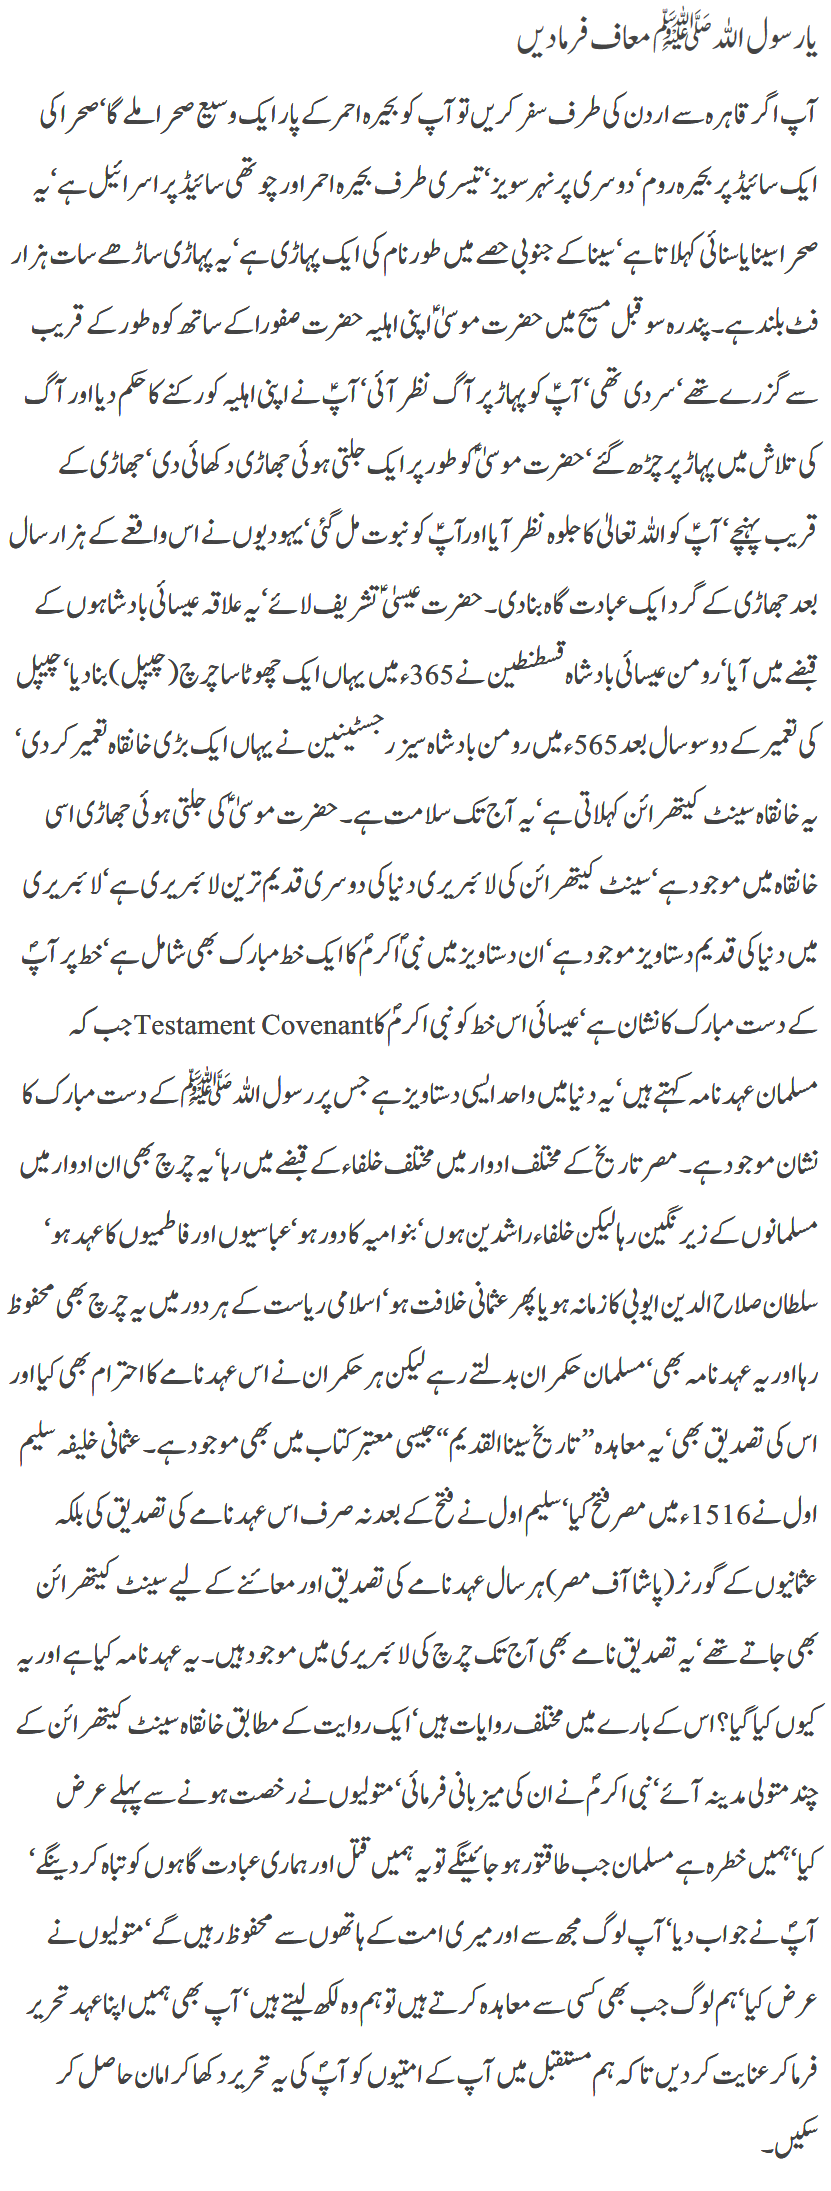 یارسول اللہ ﷺ معاف فرمادیں
آپ اگر قاہرہ سے اردن کی طرف سفر کریں تو آپ کو بحیرہ احمر کے پار ایک وسیع صحرا ملے گا‘صحرا کی
ایک سائیڈ پر بحیرہ روم‘ دوسری پر نہر سویز‘ تیسری طرف بحیرہ احمر اور چوتھی سائیڈ پر اسرائیل ہے‘ یہ
صحرا سینا یا سنائی کہلاتا ہے‘ سینا کے جنوبی حصے میں طور نام کی ایک پہاڑی ہے‘ یہ پہاڑی ساڑھے سات ہزار
فٹ بلند ہے۔ پندرہ سو قبل مسیح میں حضرت موسیٰ ؑ اپنی اہلیہ حضرت صفورا کے ساتھ کوہ طور کے قریب
سے گزرے تھے‘ سردی تھی‘ آپؑ کو پہاڑ پر آگ نظر آئی‘ آپؑ نے اپنی اہلیہ کو رکنے کا حکم دیا اور آگ
کی تلاش میں پہاڑ پر چڑھ گئے‘ حضرت موسیٰ ؑ کو طور پر ایک جلتی ہوئی جھاڑی دکھائی دی‘ جھاڑی کے
قریب پہنچے‘ آپؑ کو اللہ تعالیٰ کا جلوہ نظر آیا اور آپؑ کو نبوت مل گئی‘ یہودیوں نے اس واقعے کے ہزار سال
بعد جھاڑی کے گرد ایک عبادت گاہ بنا دی۔ حضرت عیسیٰ ؑ تشریف لائے‘ یہ علاقہ عیسائی بادشاہوں کے
قبضے میں آیا‘ رومن عیسائی بادشاہ قسطنطین نے 365ء میں یہاں ایک چھوٹا سا چرچ (چیپل) بنا دیا‘ چیپل
کی تعمیر کے دو سو سال بعد 565ء میں رومن بادشاہ سیزر جسٹینین نے یہاں ایک بڑی خانقاہ تعمیر کر دی‘
یہ خانقاہ سینٹ کیتھرائن کہلاتی ہے‘ یہ آج تک سلامت ہے۔ حضرت موسیٰ ؑ کی جلتی ہوئی جھاڑی اسی
خانقاہ میں موجود ہے‘ سینٹ کیتھرائن کی لائبریری دنیا کی دوسری قدیم ترین لائبریری ہے‘ لائبریری
میں دنیا کی قدیم دستاویز موجود ہے‘ ان دستاویز میں نبی ؐاکرمؐ کا ایک خط مبارک بھی شامل ہے‘ خط پر آپؐ
کے دست مبارک کا نشان ہے‘ عیسائی اس خط کو نبی اکرمؐ کا Testament Covenant جب کہ
مسلمان عہد نامہ کہتے ہیں‘ یہ دنیا میں واحد ایسی دستاویز ہے جس پر رسول اللہ ﷺ کے دست مبارک کا
نشان موجود ہے۔ مصر تاریخ کے مختلف ادوار میں مختلف خلفاء کے قبضے میں رہا‘ یہ چرچ بھی ان ادوار میں
مسلمانوں کے زیر نگین رہا لیکن خلفاء راشدین ہوں‘ بنو امیہ کا دور ہو‘ عباسیوں اور فاطمیوں کا عہد ہو‘
سلطان صلاح الدین ایوبی کا زمانہ ہو یا پھر عثمانی خلافت ہو‘ اسلامی ریاست کے ہر دور میں یہ چرچ بھی محفوظ
رہا اور یہ عہد نامہ بھی‘ مسلمان حکمران بدلتے رہے لیکن ہر حکمران نے اس عہد نامے کا احترام بھی کیا اور
اس کی تصدیق بھی‘ یہ معاہدہ ’’تاریخ سینا القدیم‘‘ جیسی معتبر کتاب میں بھی موجود ہے۔ عثمانی خلیفہ سلیم
اول نے 1516ء میں مصر فتح کیا‘ سلیم اول نے فتح کے بعد نہ صرف اس عہد نامے کی تصدیق کی بلکہ
عثمانیوں کے گورنر (پاشا آف مصر) ہر سال عہد نامے کی تصدیق اور معائنے کے لیے سینٹ کیتھرائن
بھی جاتے تھے‘ یہ تصدیق نامے بھی آج تک چرچ کی لائبریری میں موجود ہیں۔ یہ عہد نامہ کیا ہے اور یہ
کیوں کیا گیا؟ اس کے بارے میں مختلف روایات ہیں‘ ایک روایت کے مطابق خانقاہ سینٹ کیتھرائن کے
چند متولی مدینہ آئے‘ نبی اکرمؐ نے ان کی میزبانی فرمائی‘ متولیوں نے رخصت ہونے سے پہلے عرض
کیا‘ ہمیں خطرہ ہے مسلمان جب طاقتور ہو جائینگے تو یہ ہمیں قتل اور ہماری عبادت گاہوں کو تباہ کر دینگے‘
آپؐ نے جواب دیا‘ آپ لوگ مجھ سے اور میری امت کے ہاتھوں سے محفوظ رہیں گے‘ متولیوں نے
عرض کیا‘ ہم لوگ جب بھی کسی سے معاہدہ کرتے ہیں تو ہم وہ لکھ لیتے ہیں‘ آپ بھی ہمیں اپنا عہد تحریر
فرما کر عنایت کر دیں تاکہ ہم مستقبل میں آپ کے امتیوں کو آپؐ کی یہ تحریر دکھا کر امان حاصل کر
سکیں۔